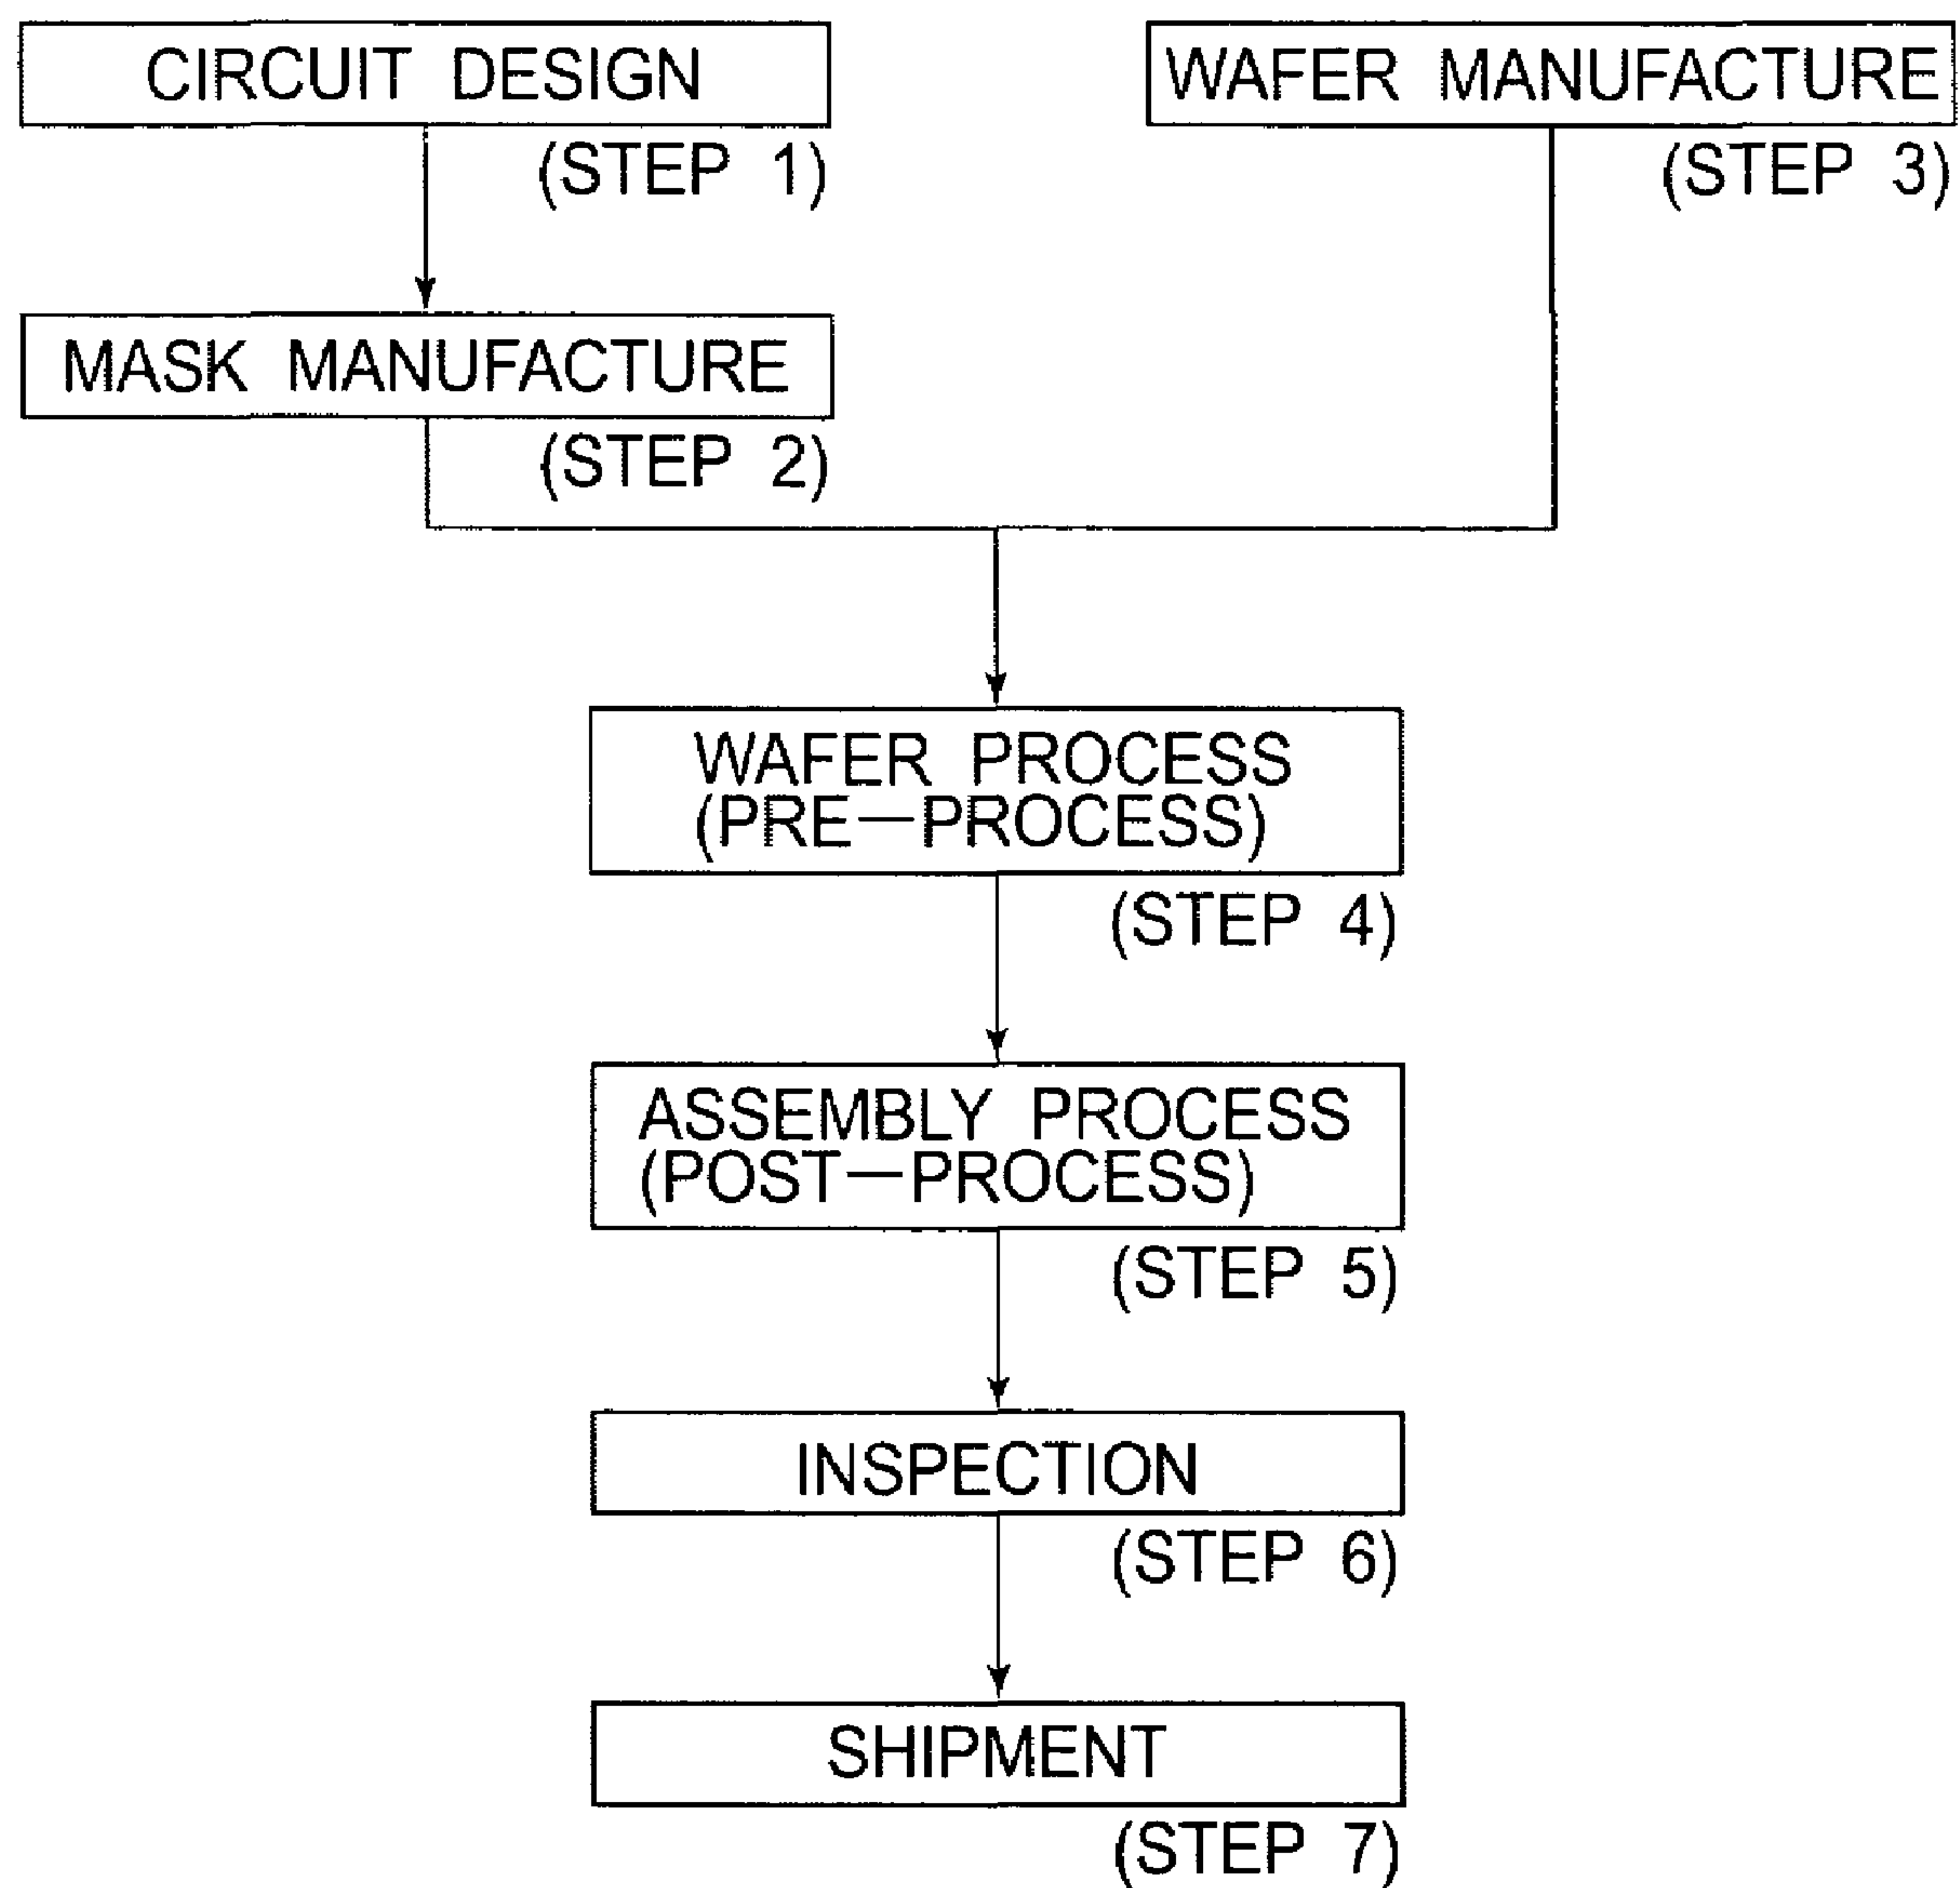 CIRCUIT DESIGN
(STEP 1)
WAFER MANUFACTURE
(STEP 3)
MASK MANUFACTURE
(STEP 2)
WAFER PROCESS
(PRE—PROCESS)
(STEP 4)
ASSEMBLY PROCESS
(POST—PROCESS)
(STEP 5)
INSPECTION
(STEP 6)
SHIPMENT
(STEP 7)